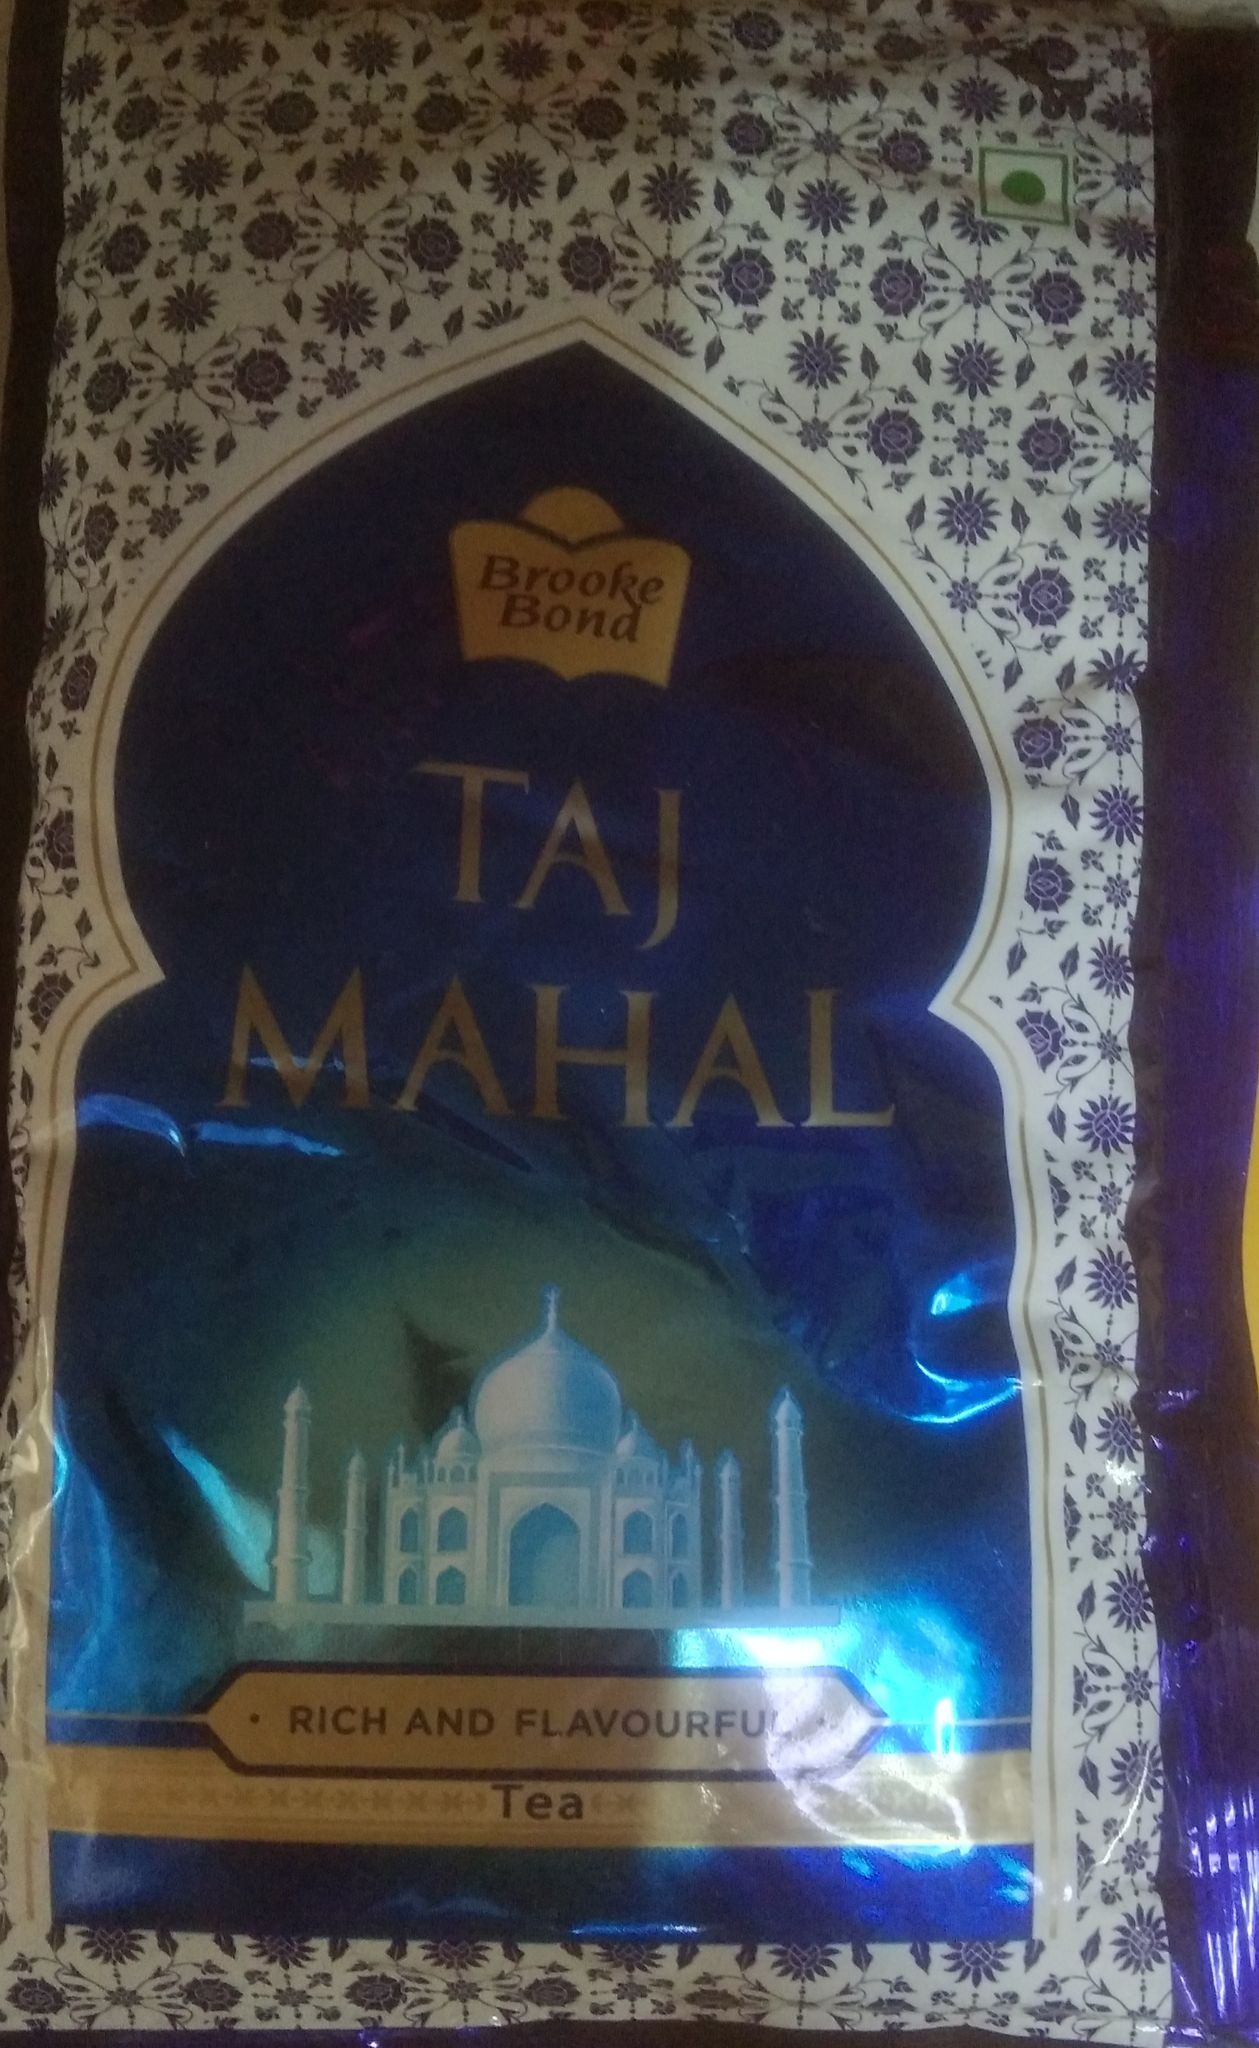 Brooke
Bond
TAJ
MAHAL
RICH AND FLAVOURFUL
Tea